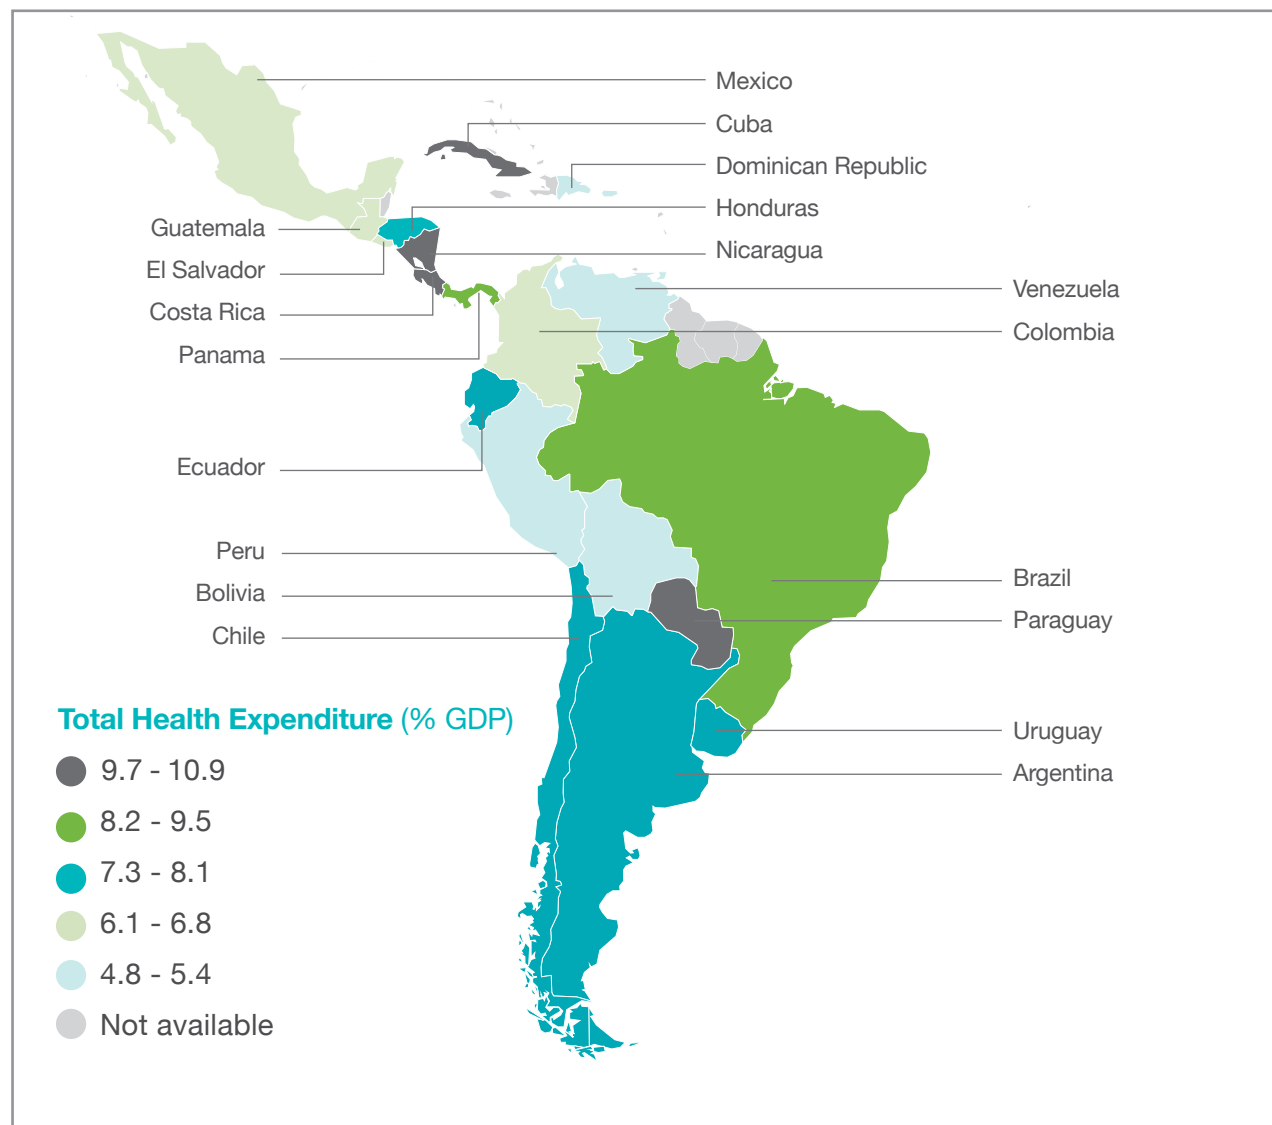 Mexico
Cuba
Dominican Republic
Honduras
Nicaragua
Guatemala
El Salvador
Costa Rica
Panama
Venezuela
Colombia
Ecuador
Peru
Bolivia
Chile
Brazil
Paraguay
Uruguay
Argentina
Total Health Expenditure (% GDP)
9.7 - 10.9
8.2 - 9.5
7.3 - 8.1
6.1 - 6.8
4.8 - 5.4
Not available